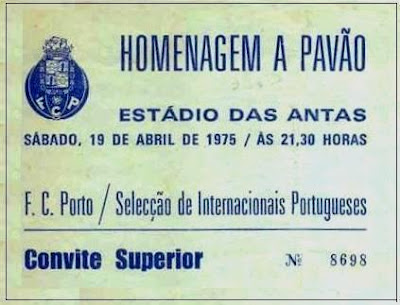 HOMENAGEM A PAVÃO
FCP
ESTÁDIO DAS ANTAS
SÁBADO, 19 DE ABRIL DE 1975 / ÀS 21,30 HORAS
F. C. Porto / Selecção de Internacionais Portugueses
Convite Superior Nº 8698